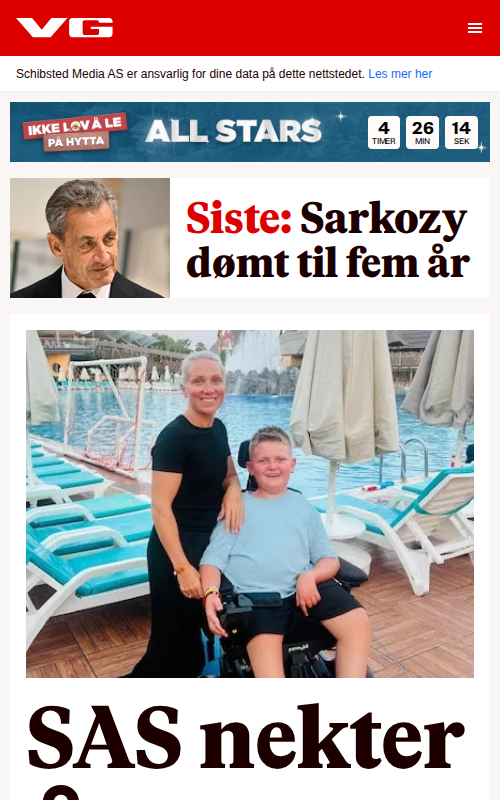 VG
Schibsted Media AS er ansvarlig for dine data på dette nettstedet. Les mer her
IKKE LOV Å LE
PÅ HYTTA
ALL STARS
4 26 14
TIMER MIN SEK
Siste: Sarkozy
dømt til fem år
SAS nekter